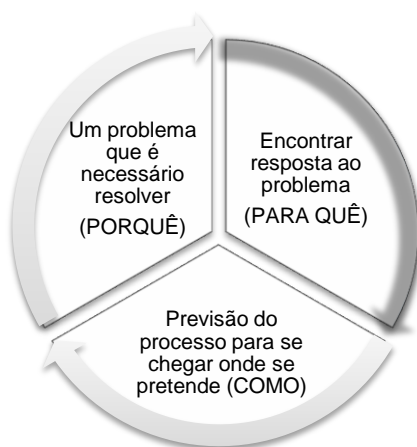 Um problema
que é
necessário
resolver
(PORQUÊ)
Encontrar
resposta ao
problema
(PARA QUÊ)
Previsão do
processo para se
chegar onde se
pretende (COMO)